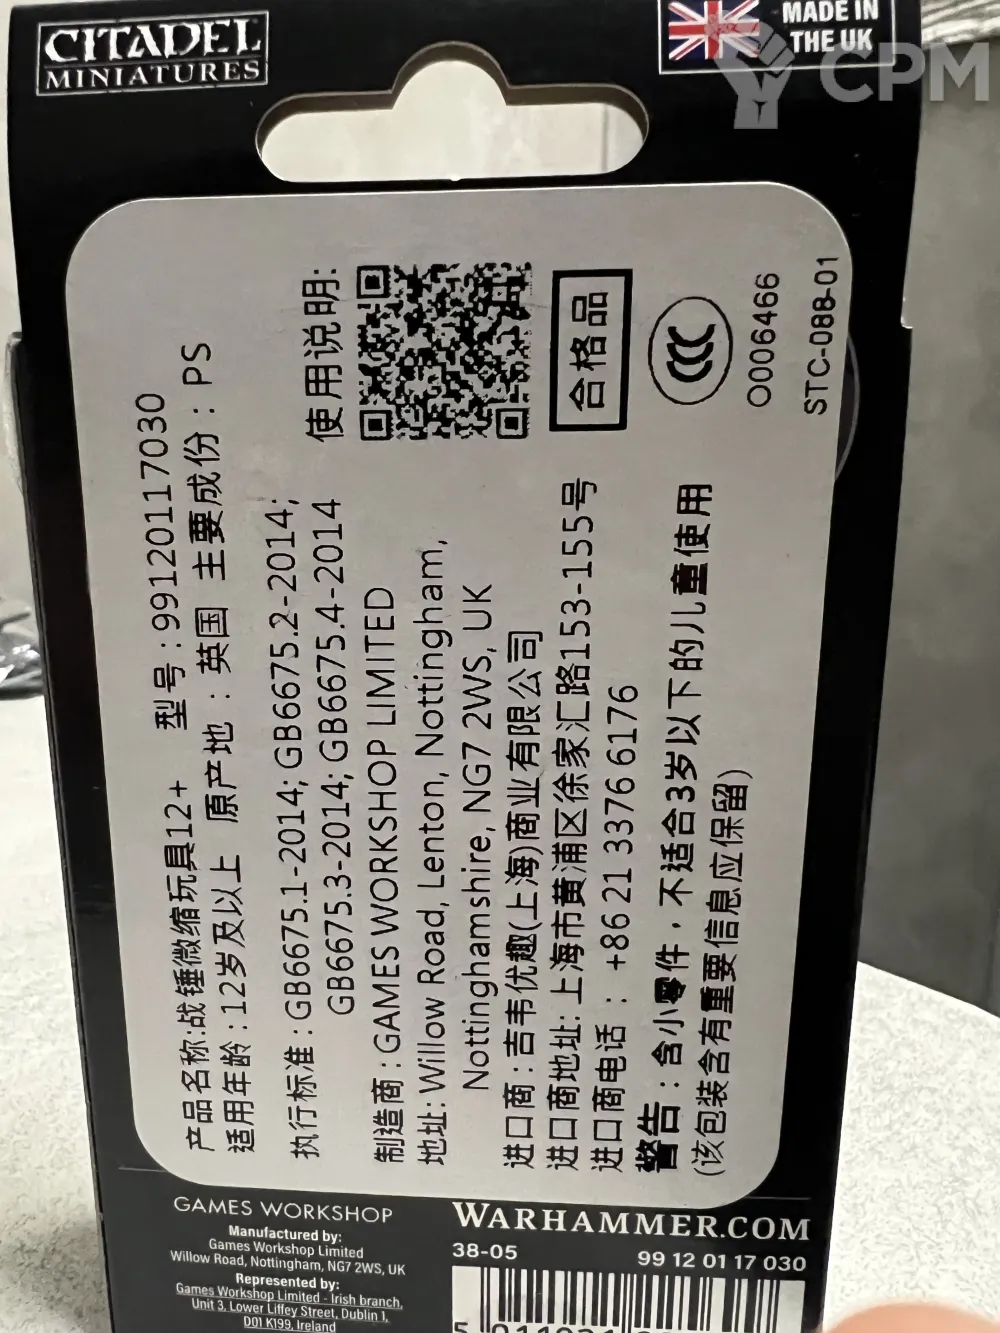 CITADEL
MINIATURES
MADE IN
THE UK
CPM
产品名称:战锤微缩玩具12+ 型号:99120117030
适用年龄:12岁及以上 原产地:英国 主要成份:PS
执行标准:GB6675.1-2014; GB6675.2-2014;
GB6675.3-2014; GB6675.4-2014
制造商:GAMES WORKSHOP LIMITED
地址: Willow Road, Lenton, Nottingham,
Nottinghamshire, NG7 2WS, UK
进口商:吉韦优趣(上海)商业有限公司
进口商地址: 上海市黄浦区徐家汇路153-155号
进口商电话: +86 21 3376 6176
警告:含小零件,不适合3岁以下的儿童使用
(该包装含有重要信息应保留)
使用说明:
合格品
CCC
O006466
STC-088-01
GAMES WORKSHOP
Manufactured by:
Games Workshop Limited
Willow Road, Nottingham, NG7 2WS, UK
Represented by:
Games Workshop Limited - Irish branch,
Unit 3, Lower Liffey Street, Dublin 1,
D01 K199, Ireland
WARHAMMER.COM
38-05 99 12 01 17 030